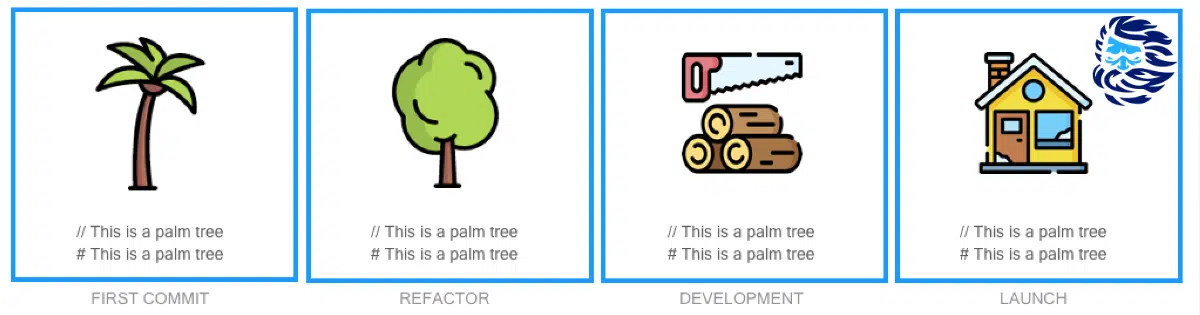 // This is a palm tree
# This is a palm tree
FIRST COMMIT
// This is a palm tree
# This is a palm tree
REFACTOR
// This is a palm tree
# This is a palm tree
DEVELOPMENT
// This is a palm tree
# This is a palm tree
LAUNCH